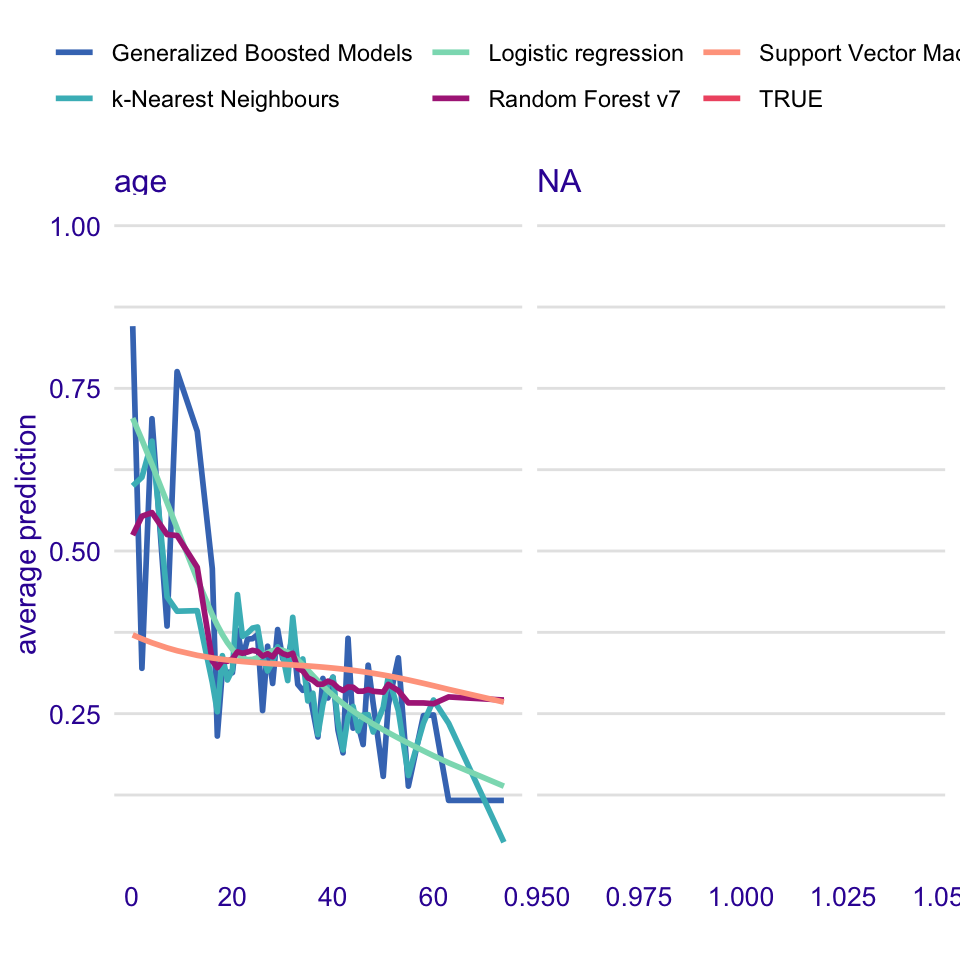 Generalized Boosted Models Logistic regression Support Vector Mac
k-Nearest Neighbours Random Forest v7 TRUE
age NA
1.00
0.75
0.50
0.25
average prediction
0 20 40 60 0.950 0.975 1.000 1.025 1.05